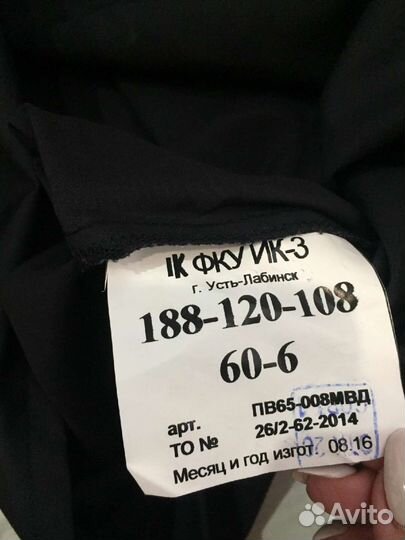 ІК ФКУ ИК-3
г. Усть-Лабинск
188-120-108
60-6
арт. ПВ65-008МВД
ТО № 26/2-62-2014
Месяц и год изгот. 08.16
Avito